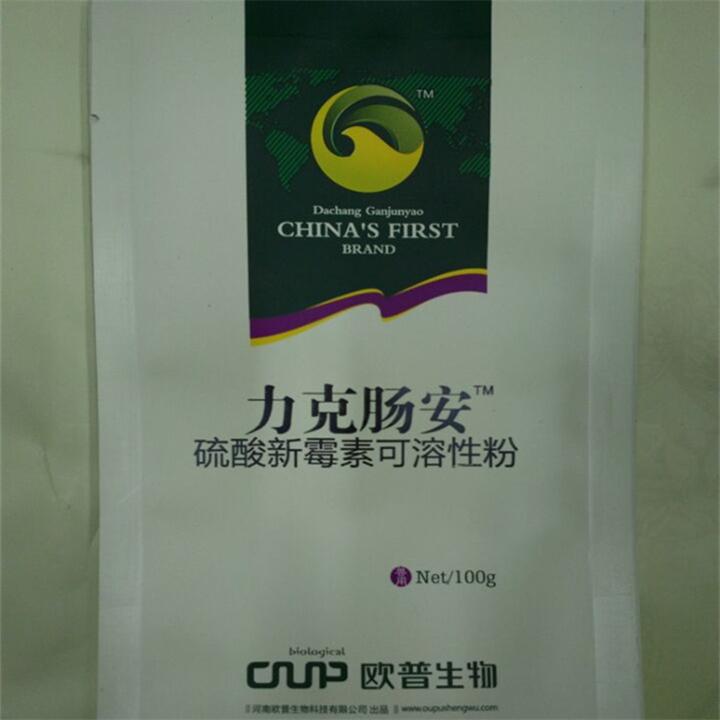 TM
Dachang Ganjunyao
CHINA'S FIRST
BRAND
力克肠安™
硫酸新霉素可溶性粉
兽用 Net/100g
biological
OUP 欧普生物
河南欧普生物科技有限公司 出品 www.oupushengwu.com